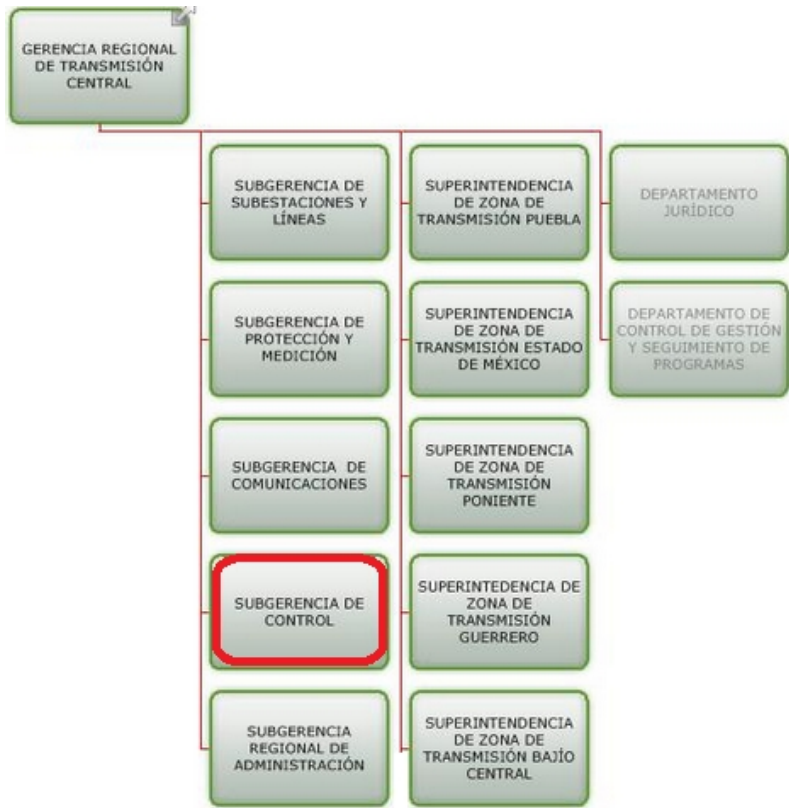 GERENCIA REGIONAL
DE TRANSMISIÓN
CENTRAL
SUBGERENCIA DE
SUBESTACIONES Y
LÍNEAS
SUPERINTENDENCIA
DE ZONA DE
TRANSMISIÓN PUEBLA
DEPARTAMENTO
JURÍDICO
SUBGERENCIA DE
PROTECCIÓN Y
MEDICIÓN
SUPERINTENDENCIA
DE ZONA DE
TRANSMISIÓN ESTADO
DE MÉXICO
DEPARTAMENTO DE
CONTROL DE GESTIÓN
Y SEGUIMIENTO DE
PROGRAMAS
SUBGERENCIA DE
COMUNICACIONES
SUPERINTENDENCIA
DE ZONA DE
TRANSMISIÓN
PONIENTE
SUBGERENCIA DE
CONTROL
SUPERINTEDENCIA DE
ZONA DE
TRANSMISIÓN
GUERRERO
SUBGERENCIA
REGIONAL DE
ADMINISTRACIÓN
SUPERINTENDENCIA
DE ZONA DE
TRANSMISIÓN BAJÍO
CENTRAL